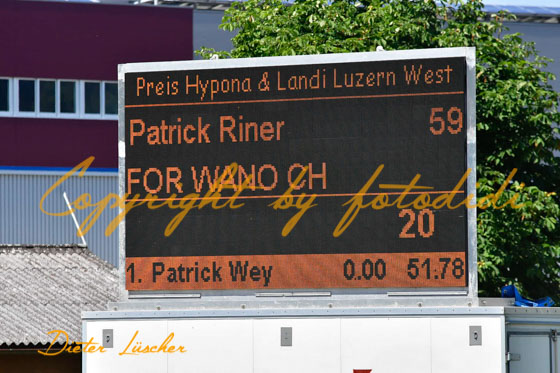 Preis Hypona & Landi Luzern West
Patrick Riner 59
FOR WANO CH
Copyright by fotodidi
20
1. Patrick Wey 0.00 51.78
Dieter Lüscher